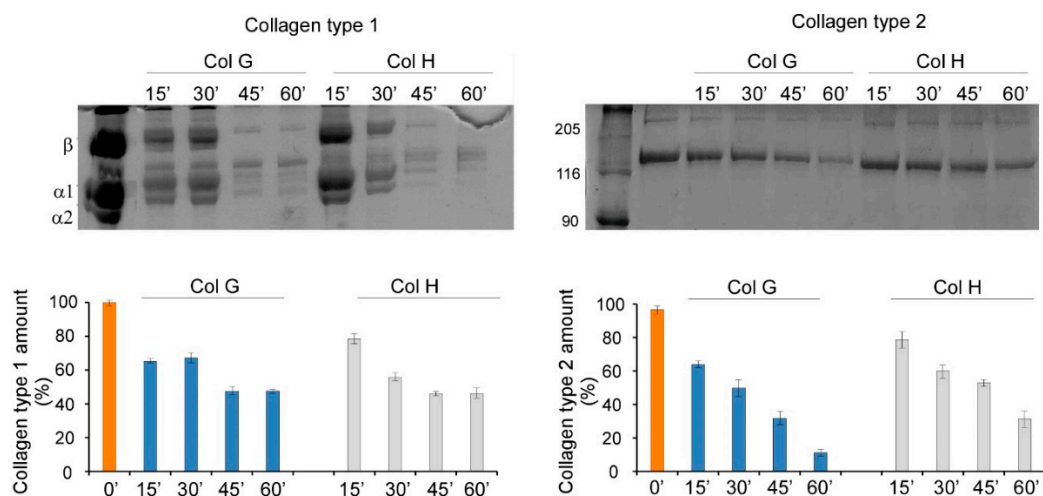 Collagen type 1
Col G Col H
15’ 30’ 45’ 60’ 15’ 30’ 45’ 60’
β
α1
α2
Collagen type 2
Col G Col H
15’ 30’ 45’ 60’ 15’ 30’ 45’ 60’
205
116
90
Collagen type 1 amount
(%)
100
80
60
40
20
0
Col G Col H
0’ 15’ 30’ 45’ 60’ 15’ 30’ 45’ 60’
Collagen type 2 amount
(%)
100
80
60
40
20
0
Col G Col H
0’ 15’ 30’ 45’ 60’ 15’ 30’ 45’ 60’